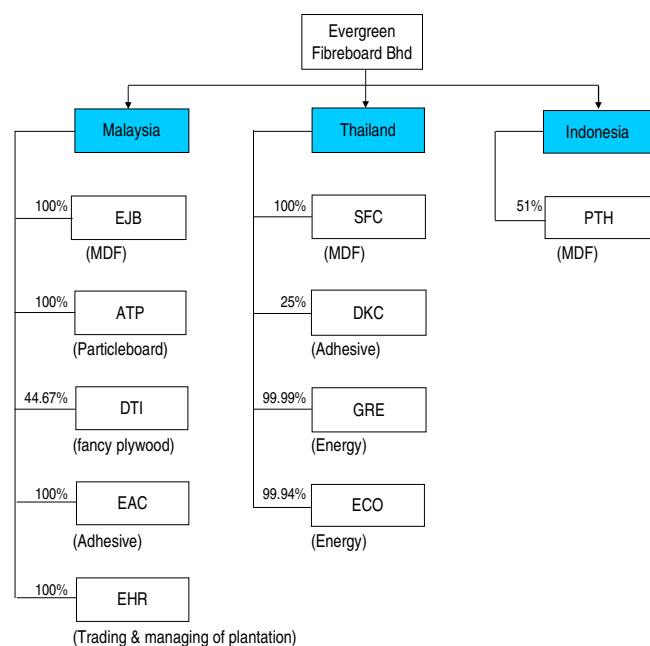 Evergreen
Fibreboard Bhd
Malaysia
Thailand
Indonesia
100%
EJB
(MDF)
100%
ATP
(Particleboard)
44.67%
DTI
(fancy plywood)
100%
EAC
(Adhesive)
100%
EHR
(Trading & managing of plantation)
100%
SFC
(MDF)
25%
DKC
(Adhesive)
99.99%
GRE
(Energy)
99.94%
ECO
(Energy)
51%
PTH
(MDF)